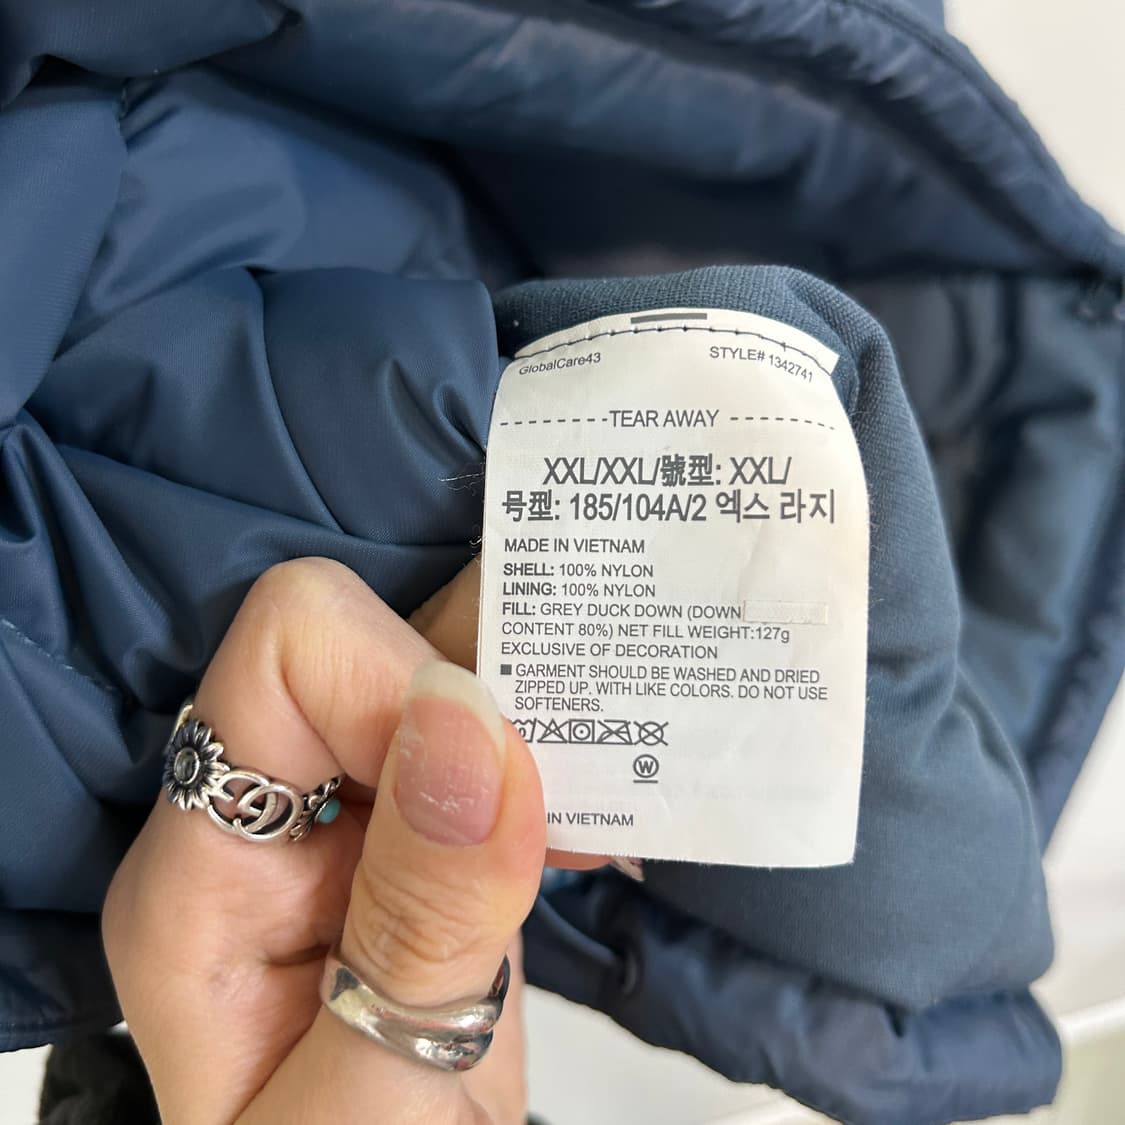 GlobalCare43 STYLE# 1342741
TEAR AWAY
XXL/XXL/號型: XXL/
号型: 185/104A/2 엑스 라지
MADE IN VIETNAM
SHELL: 100% NYLON
LINING: 100% NYLON
FILL: GREY DUCK DOWN (DOWN
CONTENT 80%) NET FILL WEIGHT:127g
EXCLUSIVE OF DECORATION
GARMENT SHOULD BE WASHED AND DRIED
ZIPPED UP. WITH LIKE COLORS. DO NOT USE
SOFTENERS.
W
IN VIETNAM